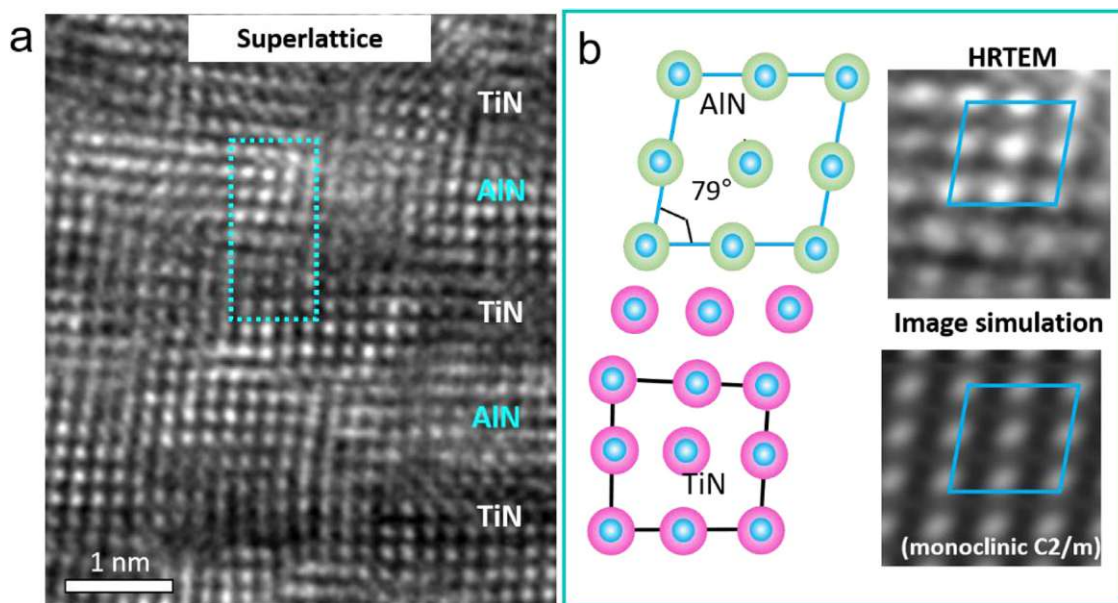 a
Superlattice
TiN
AlN
TiN
AlN
TiN
1 nm
b
AlN
79°
TiN
HRTEM
Image simulation
(monoclinic C2/m)